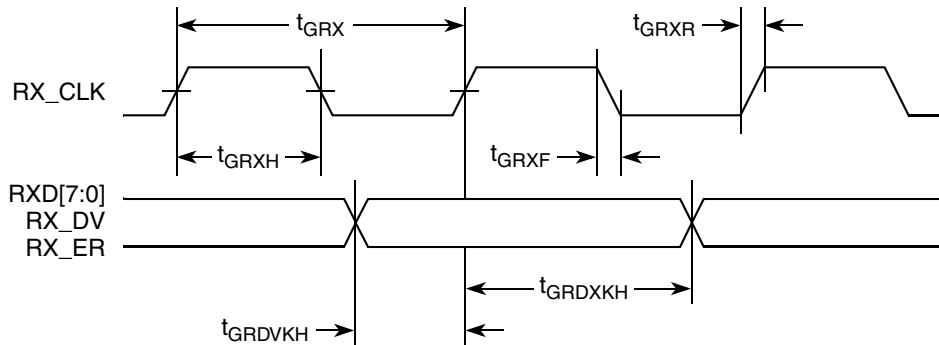 tGRX
tGRXR
RX_CLK
tGRXH
tGRXF
RXD[7:0]
RX_DV
RX_ER
tGRDXKH
tGRDVKH